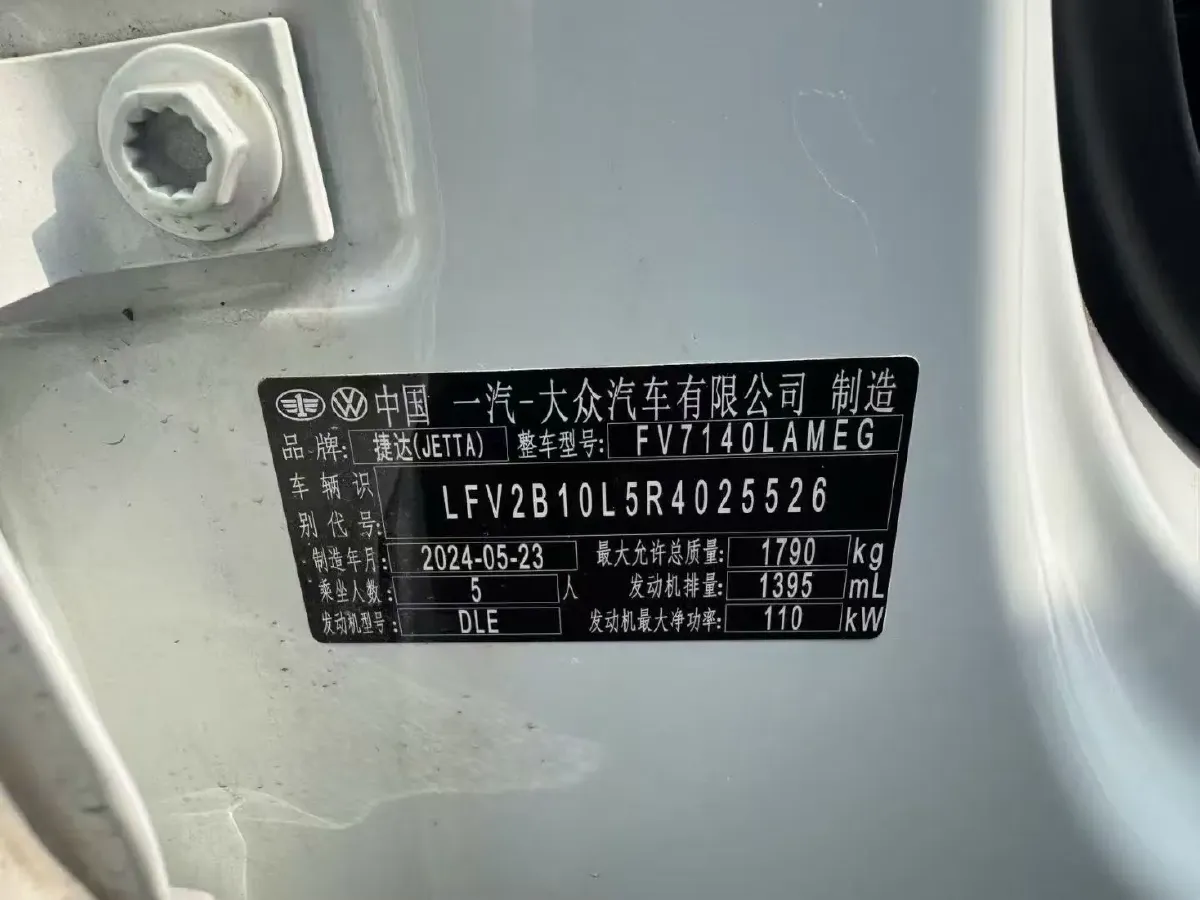 中国 一汽-大众汽车有限公司 制造
品牌: 捷达(JETTA) 整车型号: FV7140LAMEG
车辆识别代号: LFV2B10L5R4025526
制造年月: 2024-05-23 最大允许总质量: 1790 kg
乘坐人数: 5 人 发动机排量: 1395 mL
发动机型号: DLE 发动机最大净功率: 110 kW